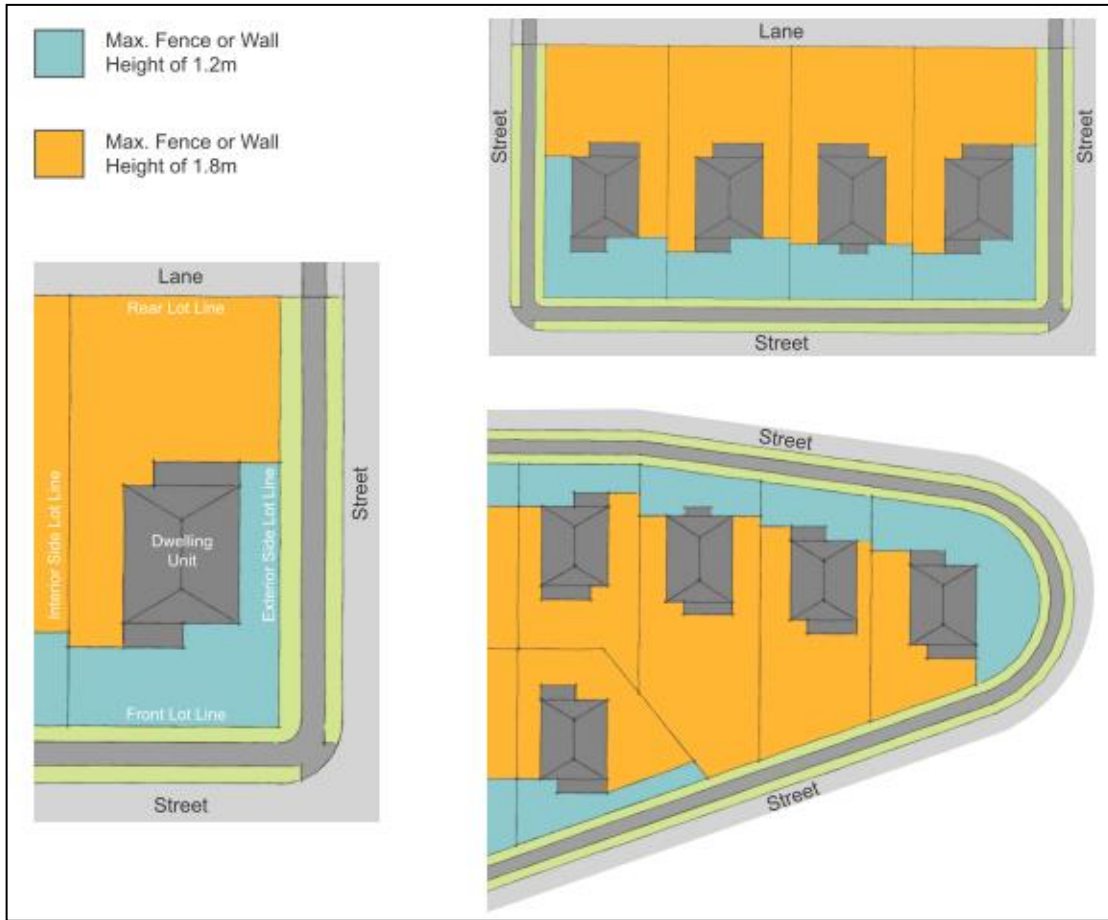 Max. Fence or Wall
Height of 1.2m
Max. Fence or Wall
Height of 1.8m
Lane
Street
Street
Street
Lane
Rear Lot Line
Interior Side Lot Line
Dwelling
Unit
Exterior Side Lot Line
Street
Front Lot Line
Street
Street
Street